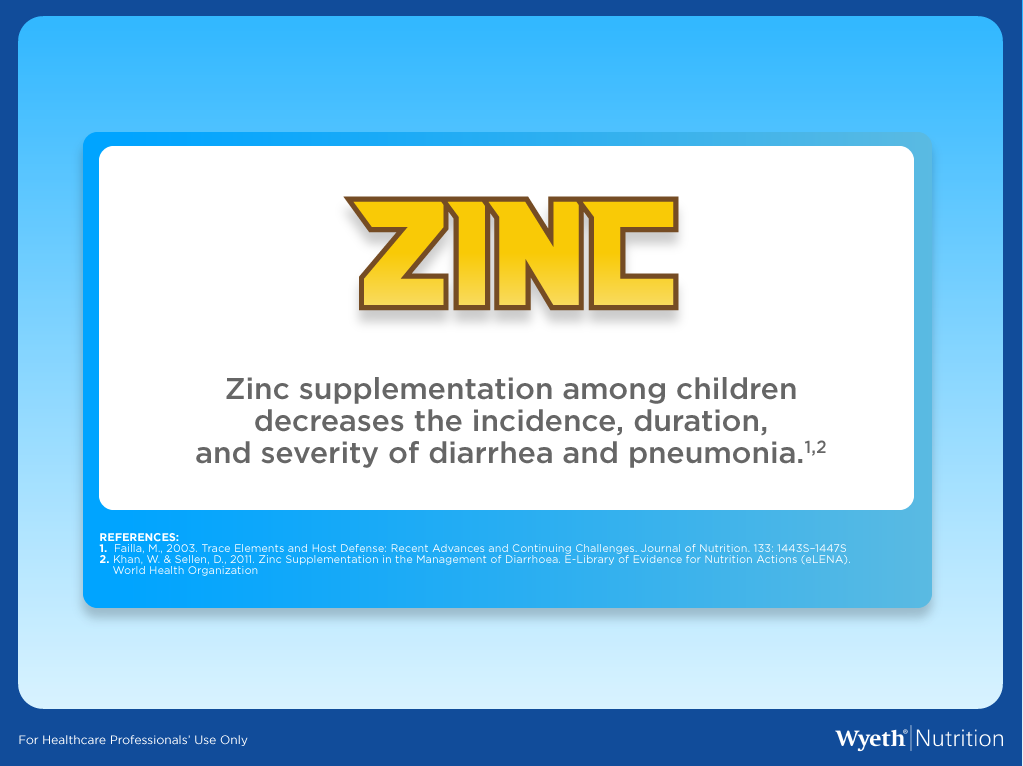 ZINC
Zinc supplementation among children
decreases the incidence, duration,
and severity of diarrhea and pneumonia.1,2
REFERENCES:
1. Failla, M., 2003. Trace Elements and Host Defense: Recent Advances and Continuing Challenges. Journal of Nutrition. 133: 1443S–1447S
2. Khan, W. & Sellen, D., 2011. Zinc Supplementation in the Management of Diarrhoea. E-Library of Evidence for Nutrition Actions (eLENA).
World Health Organization
For Healthcare Professionals' Use Only
Wyeth® Nutrition